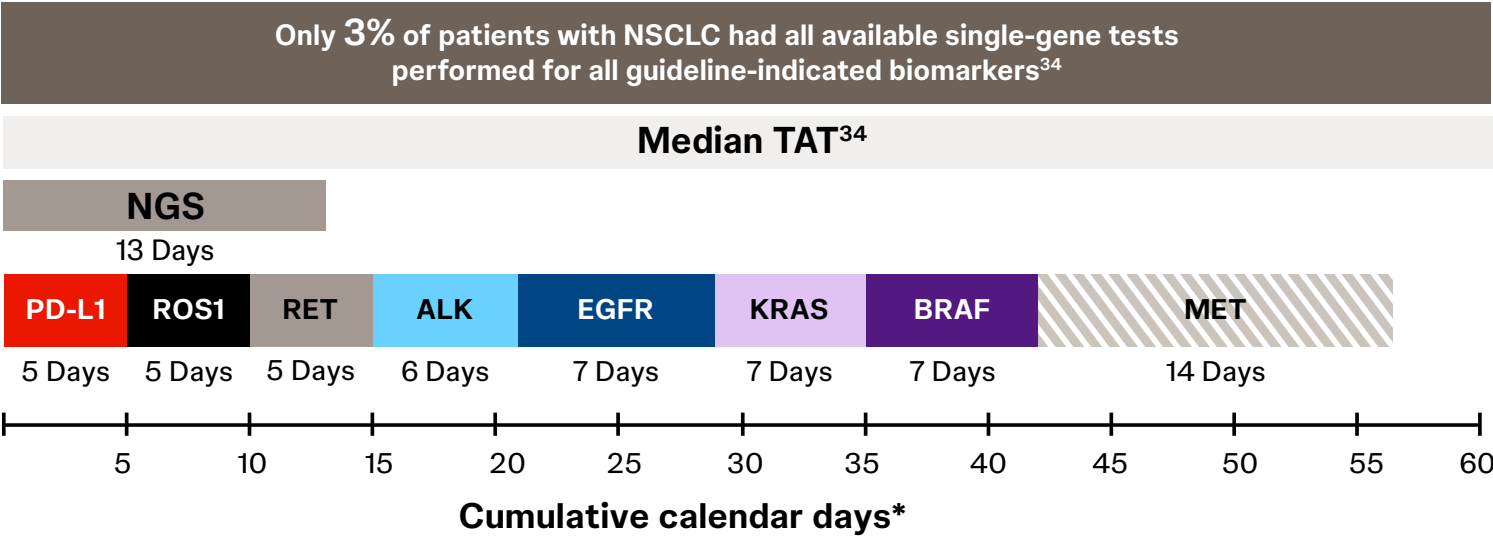 Only 3% of patients with NSCLC had all available single-gene tests
performed for all guideline-indicated biomarkers³⁴
Median TAT³⁴
NGS
13 Days
PD-L1 ROS1 RET ALK EGFR KRAS BRAF MET
5 Days 5 Days 5 Days 6 Days 7 Days 7 Days 7 Days 14 Days
5 10 15 20 25 30 35 40 45 50 55 60
Cumulative calendar days*